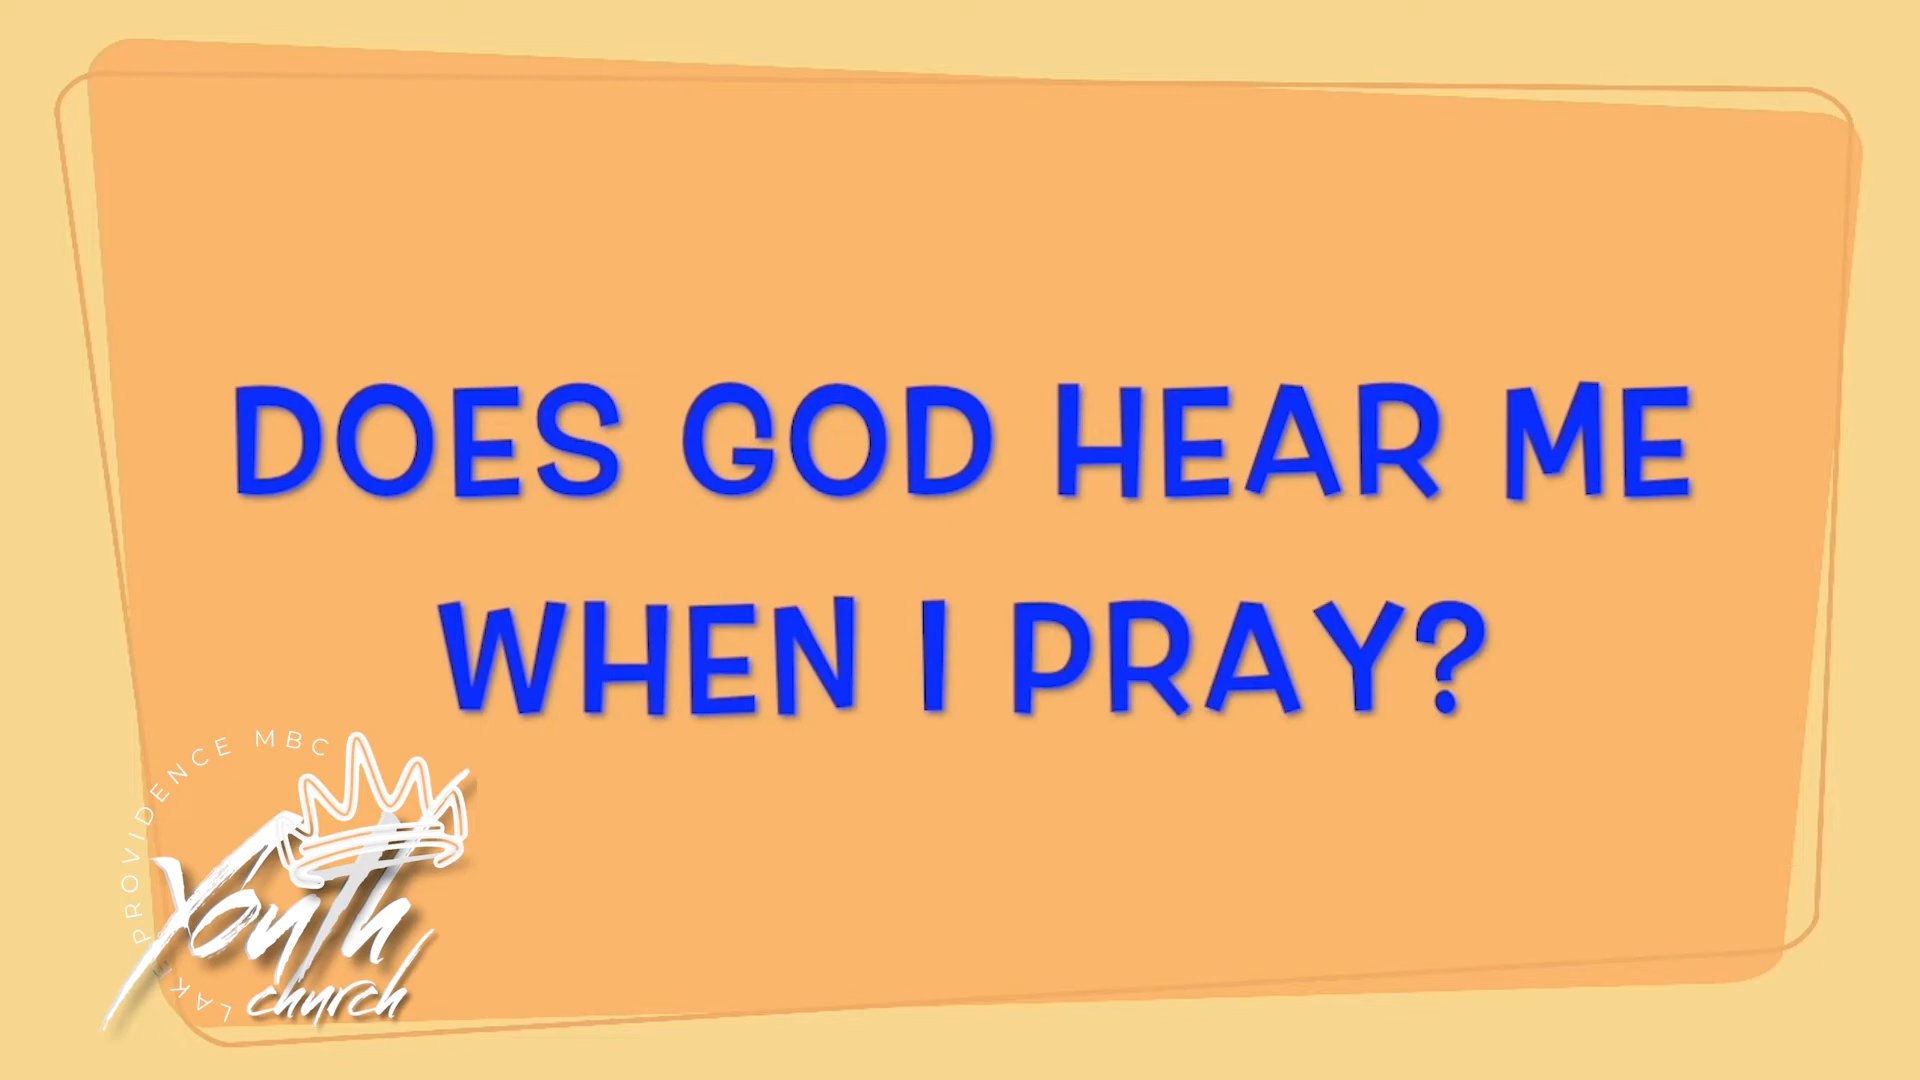 DOES GOD HEAR ME
WHEN I PRAY?
LAKE PROVIDENCE MBC
Youth
church